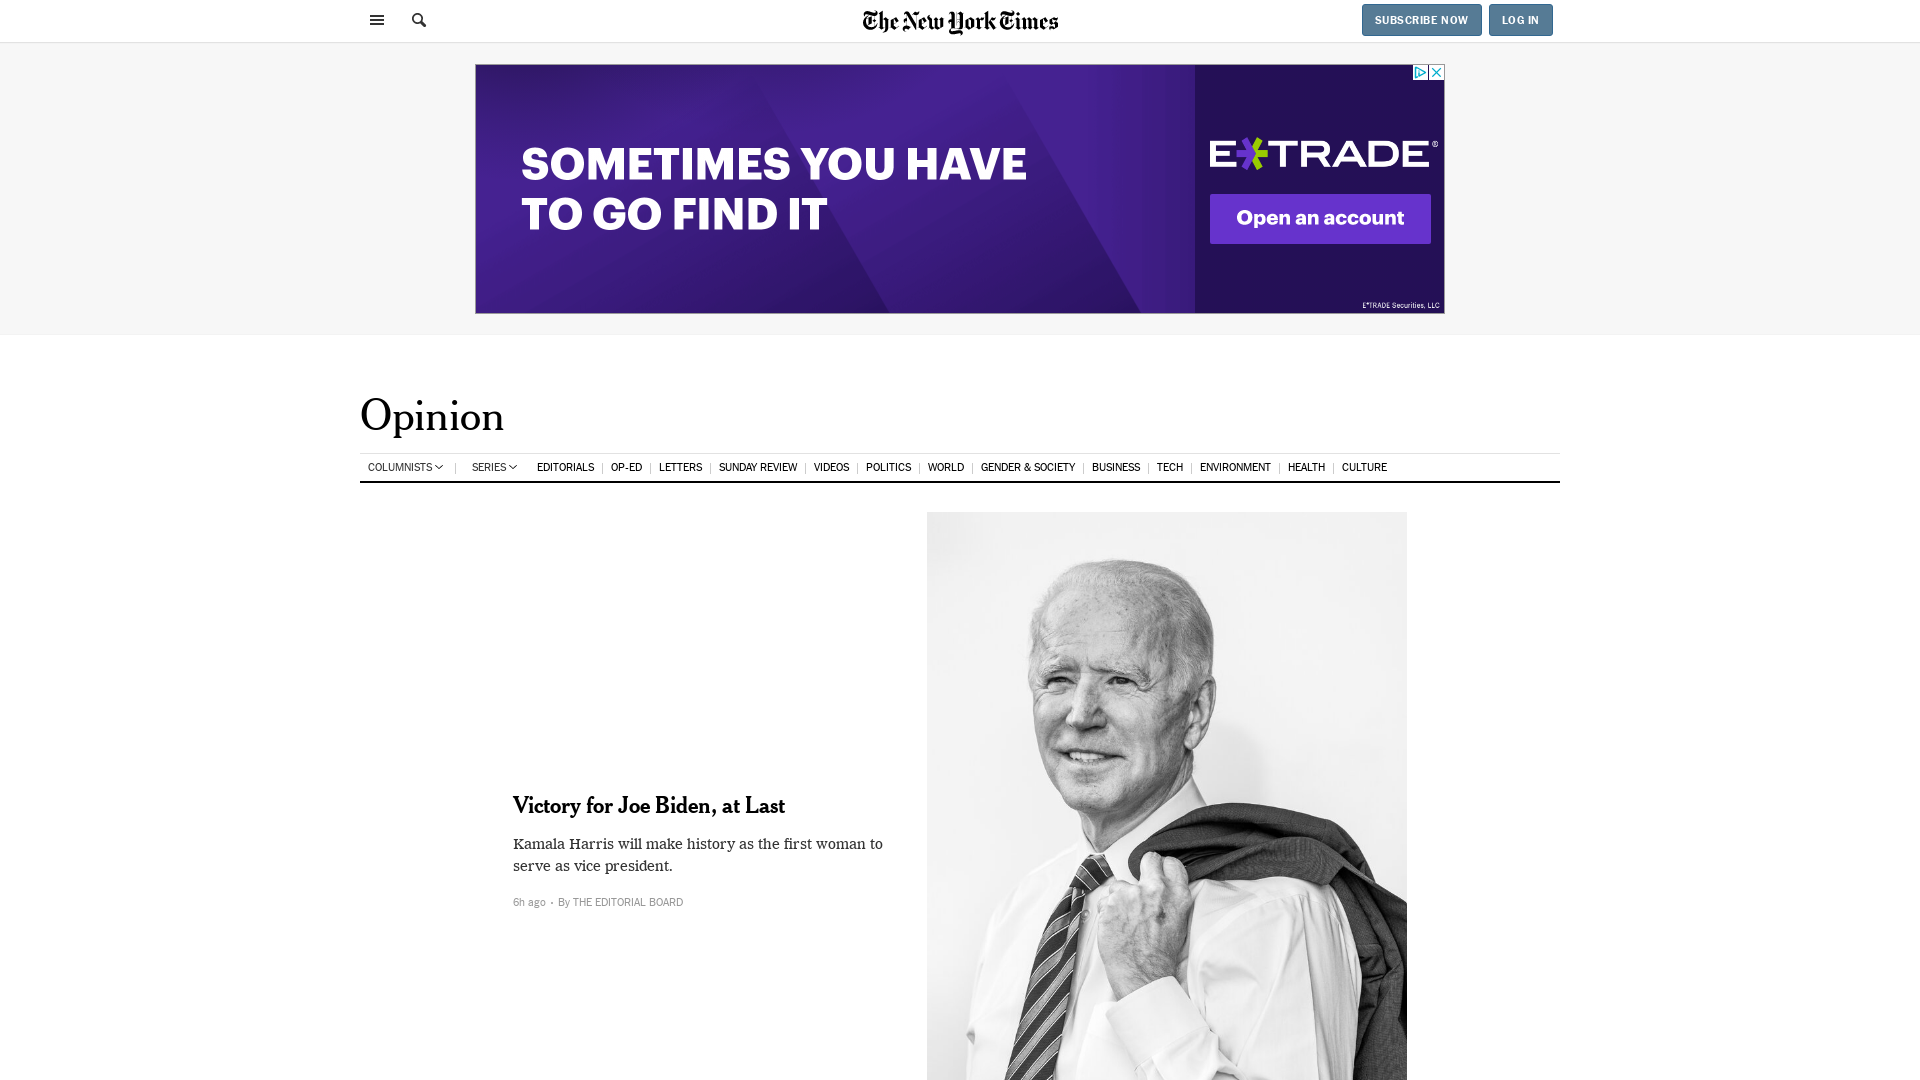 The New York Times
SUBSCRIBE NOW
LOG IN
SOMETIMES YOU HAVE
TO GO FIND IT
E*TRADE®
Open an account
E*TRADE Securities, LLC
Opinion
COLUMNISTS
SERIES
EDITORIALS
OP-ED
LETTERS
SUNDAY REVIEW
VIDEOS
POLITICS
WORLD
GENDER & SOCIETY
BUSINESS
TECH
ENVIRONMENT
HEALTH
CULTURE
Victory for Joe Biden, at Last
Kamala Harris will make history as the first woman to
serve as vice president.
6h ago • By THE EDITORIAL BOARD